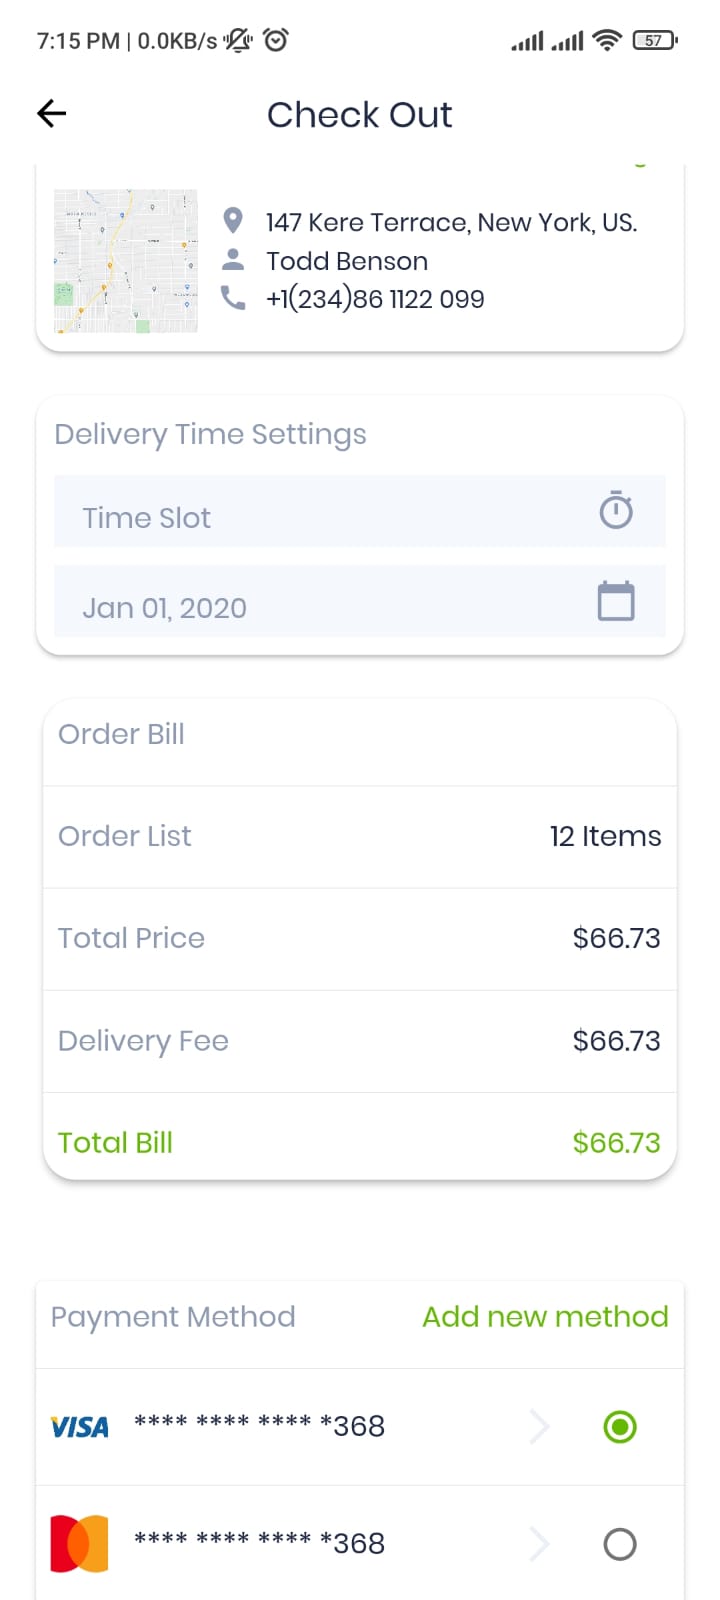 7:15 PM | 0.0KB/s
57
Check Out
147 Kere Terrace, New York, US.
Todd Benson
+1(234)86 1122 099
Delivery Time Settings
Time Slot
Jan 01, 2020
Order Bill
Order List 12 Items
Total Price $66.73
Delivery Fee $66.73
Total Bill $66.73
Payment Method Add new method
VISA **** **** **** *368
**** **** **** *368